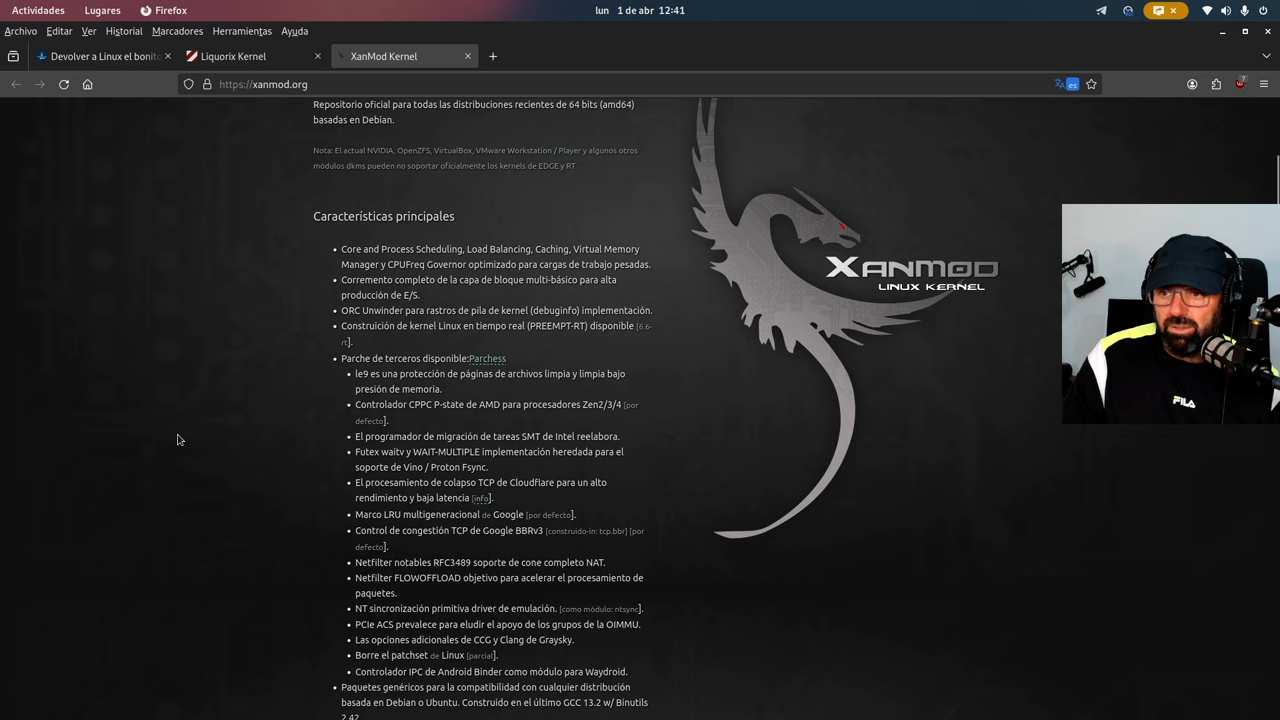 Actividades Lugares Firefox lun 1 de abr 12:41
Archivo Editar Ver Historial Marcadores Herramientas Ayuda
Devolver a Linux el bonito Liquorix Kernel XanMod Kernel
https://xanmod.org
es
Repositorio oficial para todas las distribuciones recientes de 64 bits (amd64)
basadas en Debian.
Nota: El actual NVIDIA, OpenZFS, VirtualBox, VMware Workstation / Player y algunos otros
módulos dkms pueden no soportar oficialmente los kernels de EDGE y RT.
Características principales
Core and Process Scheduling, Load Balancing, Caching, Virtual Memory
Manager y CPUFreq Governor optimizado para cargas de trabajo pesadas.
Corremento completo de la capa de bloque multi-básico para alta
producción de E/S.
ORC Unwinder para rastros de pila de kernel (debuginfo) implementación.
Construición de kernel Linux en tiempo real (PREEMPT-RT) disponible [6.6-
rt].
Parche de terceros disponible:Parchess
le9 es una protección de páginas de archivos limpia y limpia bajo
presión de memoria.
Controlador CPPC P-state de AMD para procesadores Zen2/3/4 [por
defecto].
El programador de migración de tareas SMT de Intel reelabora.
Futex waitv y WAIT-MULTIPLE implementación heredada para el
soporte de Vino / Proton Fsync.
El procesamiento de colapso TCP de Cloudflare para un alto
rendimiento y baja latencia [info].
Marco LRU multigeneracional de Google [por defecto].
Control de congestión TCP de Google BBRv3 [construido-in: tcp.bbr] [por
defecto].
Netfilter notables RFC3489 soporte de cone completo NAT.
Netfilter FLOWOFFLOAD objetivo para acelerar el procesamiento de
paquetes.
NT sincronización primitiva driver de emulación. [como módulo: ntsync].
PCIe ACS prevalece para eludir el apoyo de los grupos de la OIMMU.
Las opciones adicionales de CCG y Clang de Graysky.
Borre el patchset de Linux [parcial].
Controlador IPC de Android Binder como módulo para Waydroid.
Paquetes genéricos para la compatibilidad con cualquier distribución
basada en Debian o Ubuntu. Construido en el último GCC 13.2 w/ Binutils
2.42
XANMOD
LINUX KERNEL
FILA